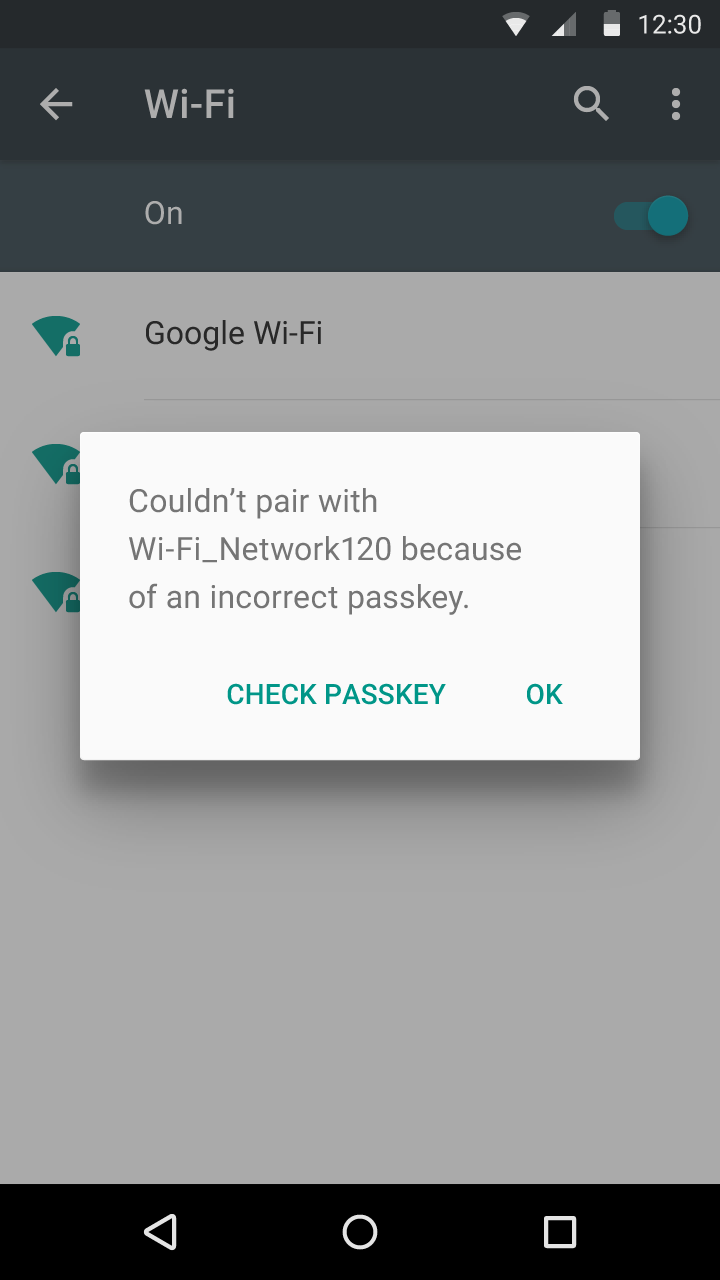 12:30
Wi-Fi
On
Google Wi-Fi
Couldn’t pair with
Wi-Fi_Network120 because
of an incorrect passkey.
CHECK PASSKEY OK